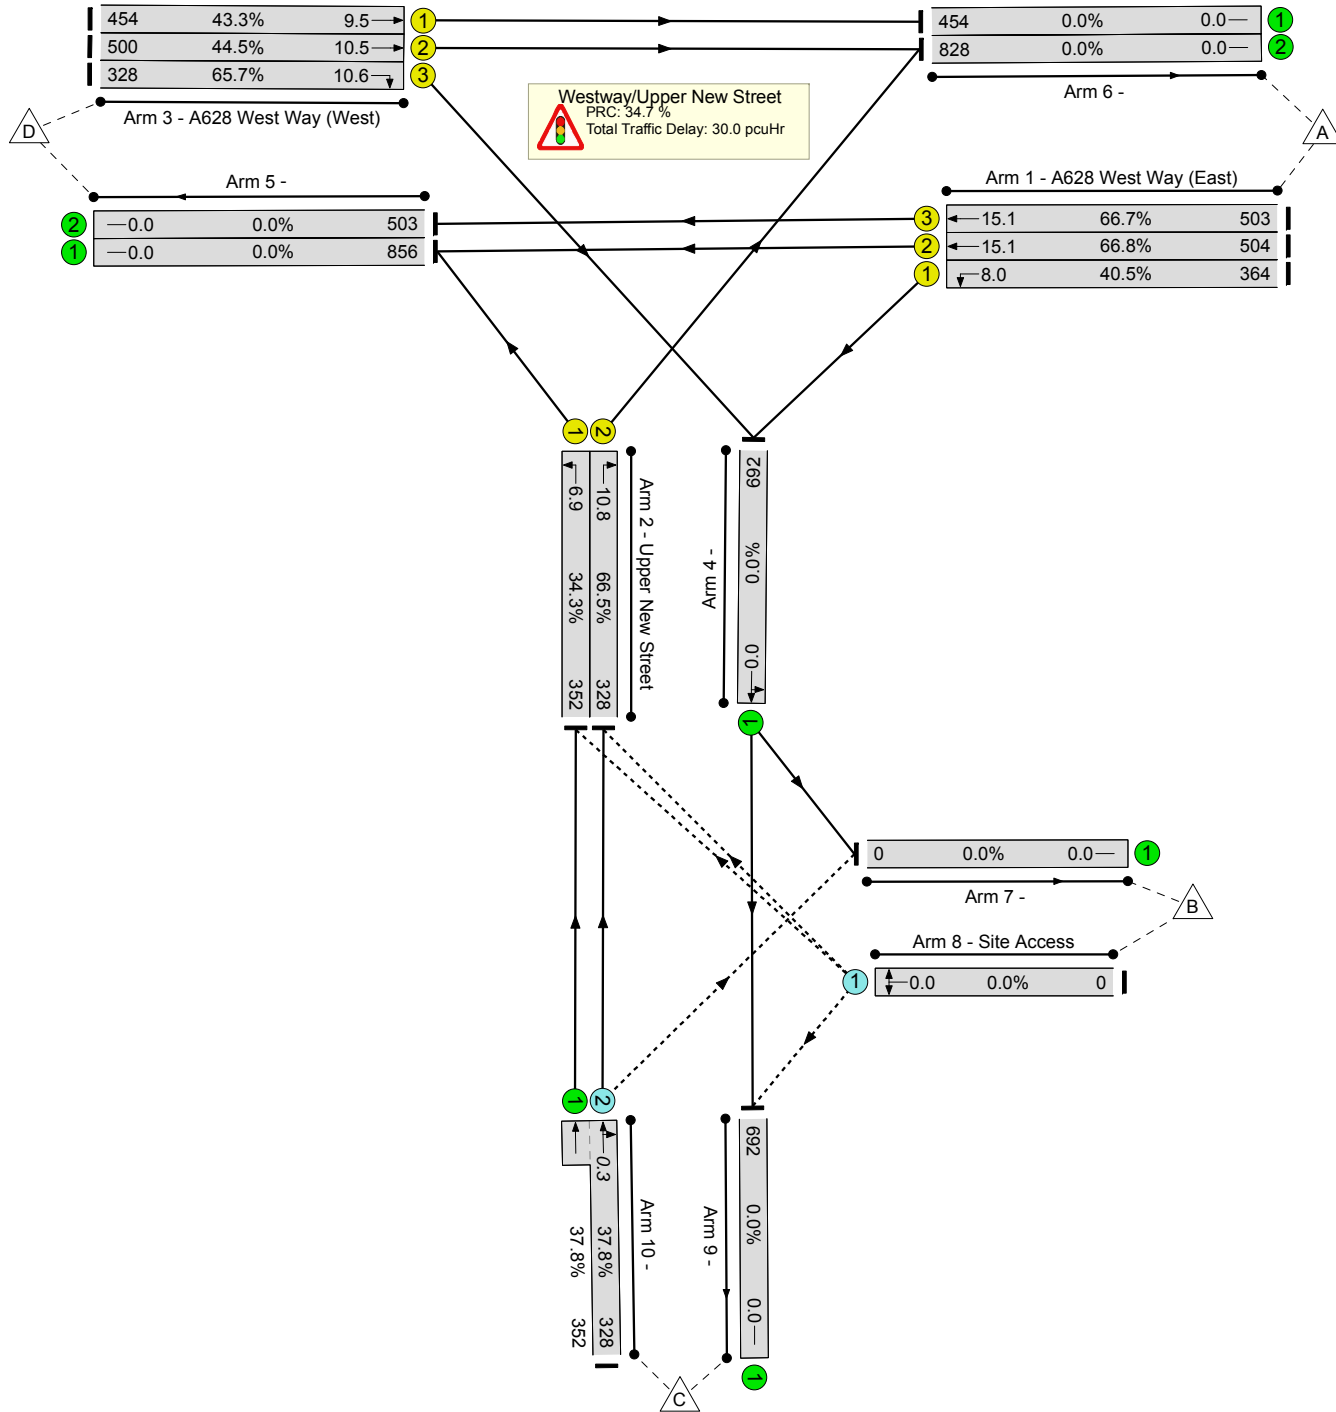 454 43.3% 9.5 1
500 44.5% 10.5 2
328 65.7% 10.6 3
Arm 3 - A628 West Way (West)
D
454 0.0% 0.0 1
828 0.0% 0.0 2
Arm 6 -
A
Westway/Upper New Street
PRC: 34.7 %
Total Traffic Delay: 30.0 pcuHr
Arm 5 -
2 0.0 0.0% 503
1 0.0 0.0% 856
Arm 1 - A628 West Way (East)
3 15.1 66.7% 503
2 15.1 66.8% 504
1 8.0 40.5% 364
1 6.9 34.3% 352
2 10.8 66.5% 328
Arm 2 - Upper New Street
Arm 4 -
692 0.0% 0.0 1
0 0.0% 0.0 1
Arm 7 -
B
Arm 8 - Site Access
1 0.0 0.0% 0
1 37.8% 352
2 0.3 37.8% 328
Arm 10 -
Arm 9 -
692 0.0% 0.0 1
C